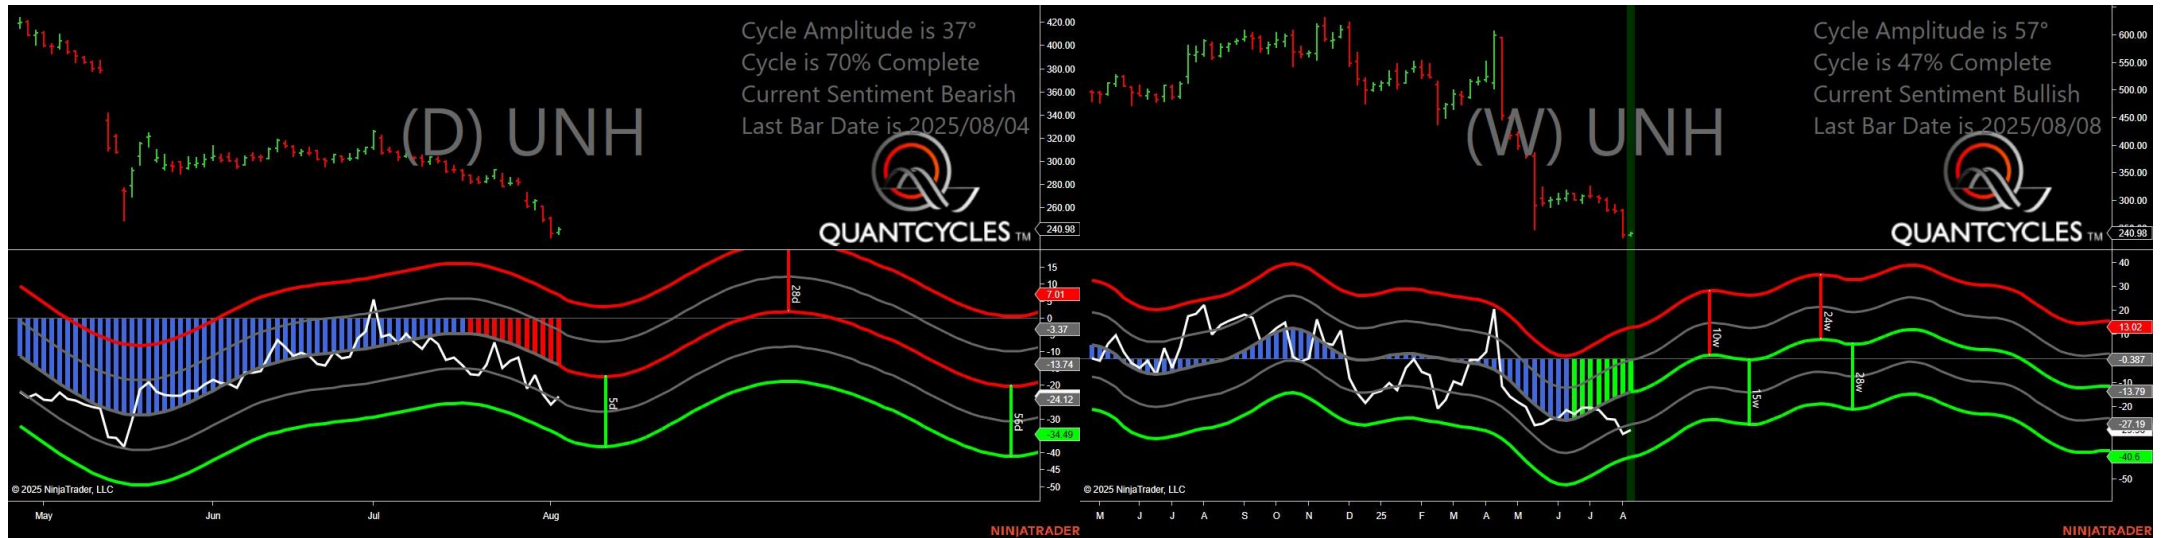 Cycle Amplitude is 37°
Cycle is 70% Complete
Current Sentiment Bearish
Last Bar Date is 2025/08/04
(D) UNH
QUANTCYCLES TM
420.00
400.00
380.00
360.00
340.00
320.00
300.00
280.00
260.00
240.98
15
10
7.01
5
0
-3.37
-10
-13.74
-20
-24.12
-30
-34.49
-40
-45
-50
28d
5d
56d
© 2025 NinjaTrader, LLC
May
Jun
Jul
Aug
NINJATRADER
Cycle Amplitude is 57°
Cycle is 47% Complete
Current Sentiment Bullish
Last Bar Date is 2025/08/08
(W) UNH
QUANTCYCLES TM
600.00
550.00
500.00
450.00
400.00
350.00
300.00
240.98
40
30
20
13.02
-0.387
-10
-13.79
-20
-27.19
-40.6
-50
10w
24w
15w
28w
© 2025 NinjaTrader, LLC
M
J
J
A
S
O
N
D
25
F
M
A
M
J
J
A
NINJATRADER